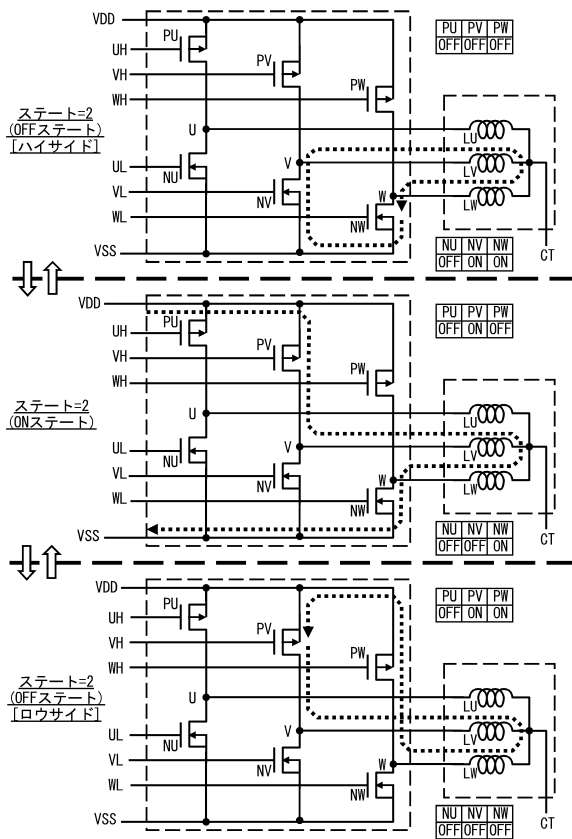 VDD
PU
UH
PV
VH
PW
WH
PU PV PW
OFF OFF OFF
ステート=2
(OFFステート)
[ハイサイド]
U
LU
UL
NU
V
LV
VL
NV
W
LW
WL
NW
VSS
NU NV NW
OFF ON ON
CT
VDD
PU
UH
PV
VH
PW
WH
PU PV PW
OFF ON OFF
ステート=2
(ONステート)
U
LU
UL
NU
V
LV
VL
NV
W
LW
WL
NW
VSS
NU NV NW
OFF OFF ON
CT
VDD
PU
UH
PV
VH
PW
WH
PU PV PW
OFF ON ON
ステート=2
(OFFステート)
[ロウサイド]
U
LU
UL
NU
V
LV
VL
NV
W
LW
WL
NW
VSS
NU NV NW
OFF OFF OFF
CT